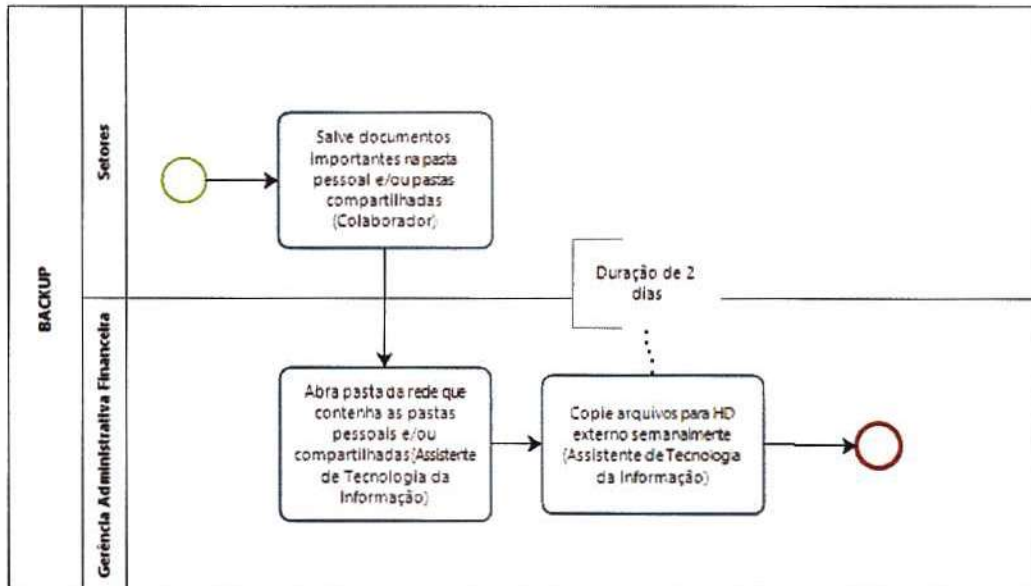 BACKUP
Setores
Salve documentos
importantes na pasta
pessoal e/ou pastas
compartilhadas
(Colaborador)
Duração de 2
dias
Gerência Administrativa Financeira
Abra pasta da rede que
contenha as pastas
pessoais e/ou
compartilhadas(Assistente
de Tecnologia da
Informação)
Copie arquivos para HD
externo semanalmente
(Assistente de Tecnologia
da Informação)